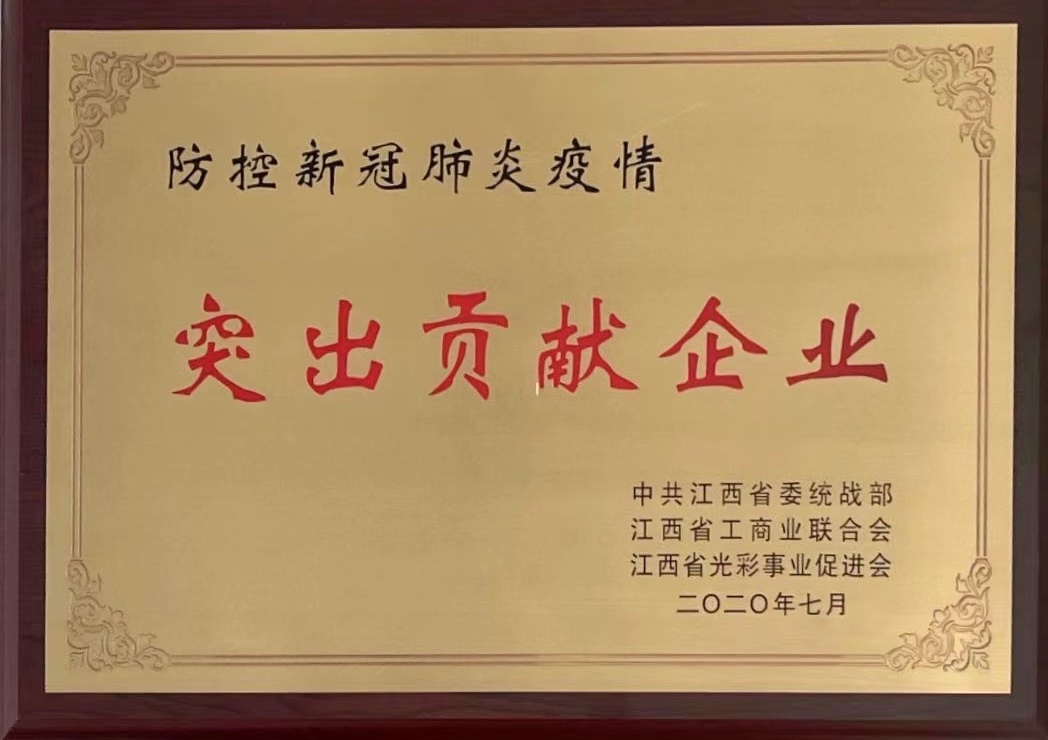 防控新冠肺炎疫情
突出贡献企业
中共江西省委统战部
江西省工商业联合会
江西省光彩事业促进会
二〇二〇年七月